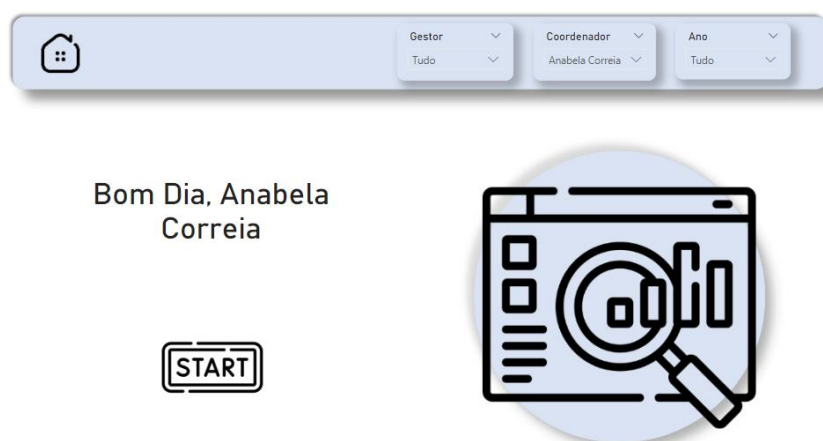 Gestor
Tudo
Coordenador
Anabela Correia
Ano
Tudo
Bom Dia, Anabela
Correia
START